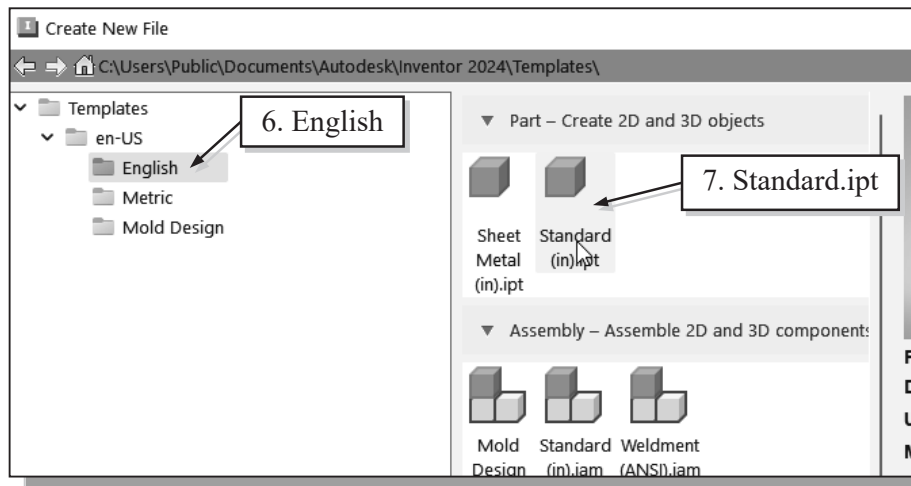 Create New File
C:\Users\Public\Documents\Autodesk\Inventor 2024\Templates\
Templates
en-US
English
Metric
Mold Design
6. English
Part – Create 2D and 3D objects
7. Standard.ipt
Sheet
Metal
(in).ipt
Standard
(in).ipt
Assembly – Assemble 2D and 3D components
Mold
Design
Standard
(in).iam
Weldment
(ANSI).iam